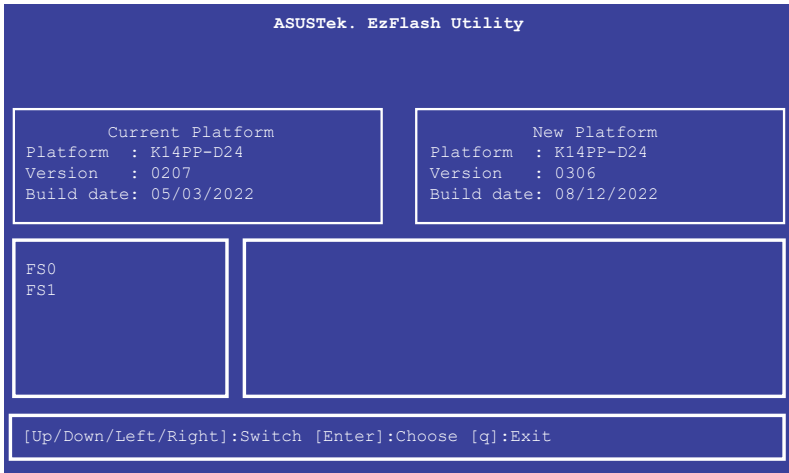 ASUSTek. EzFlash Utility
Current Platform
Platform : K14PP-D24
Version : 0207
Build date: 05/03/2022
New Platform
Platform : K14PP-D24
Version : 0306
Build date: 08/12/2022
FS0
FS1
[Up/Down/Left/Right]:Switch [Enter]:Choose [q]:Exit